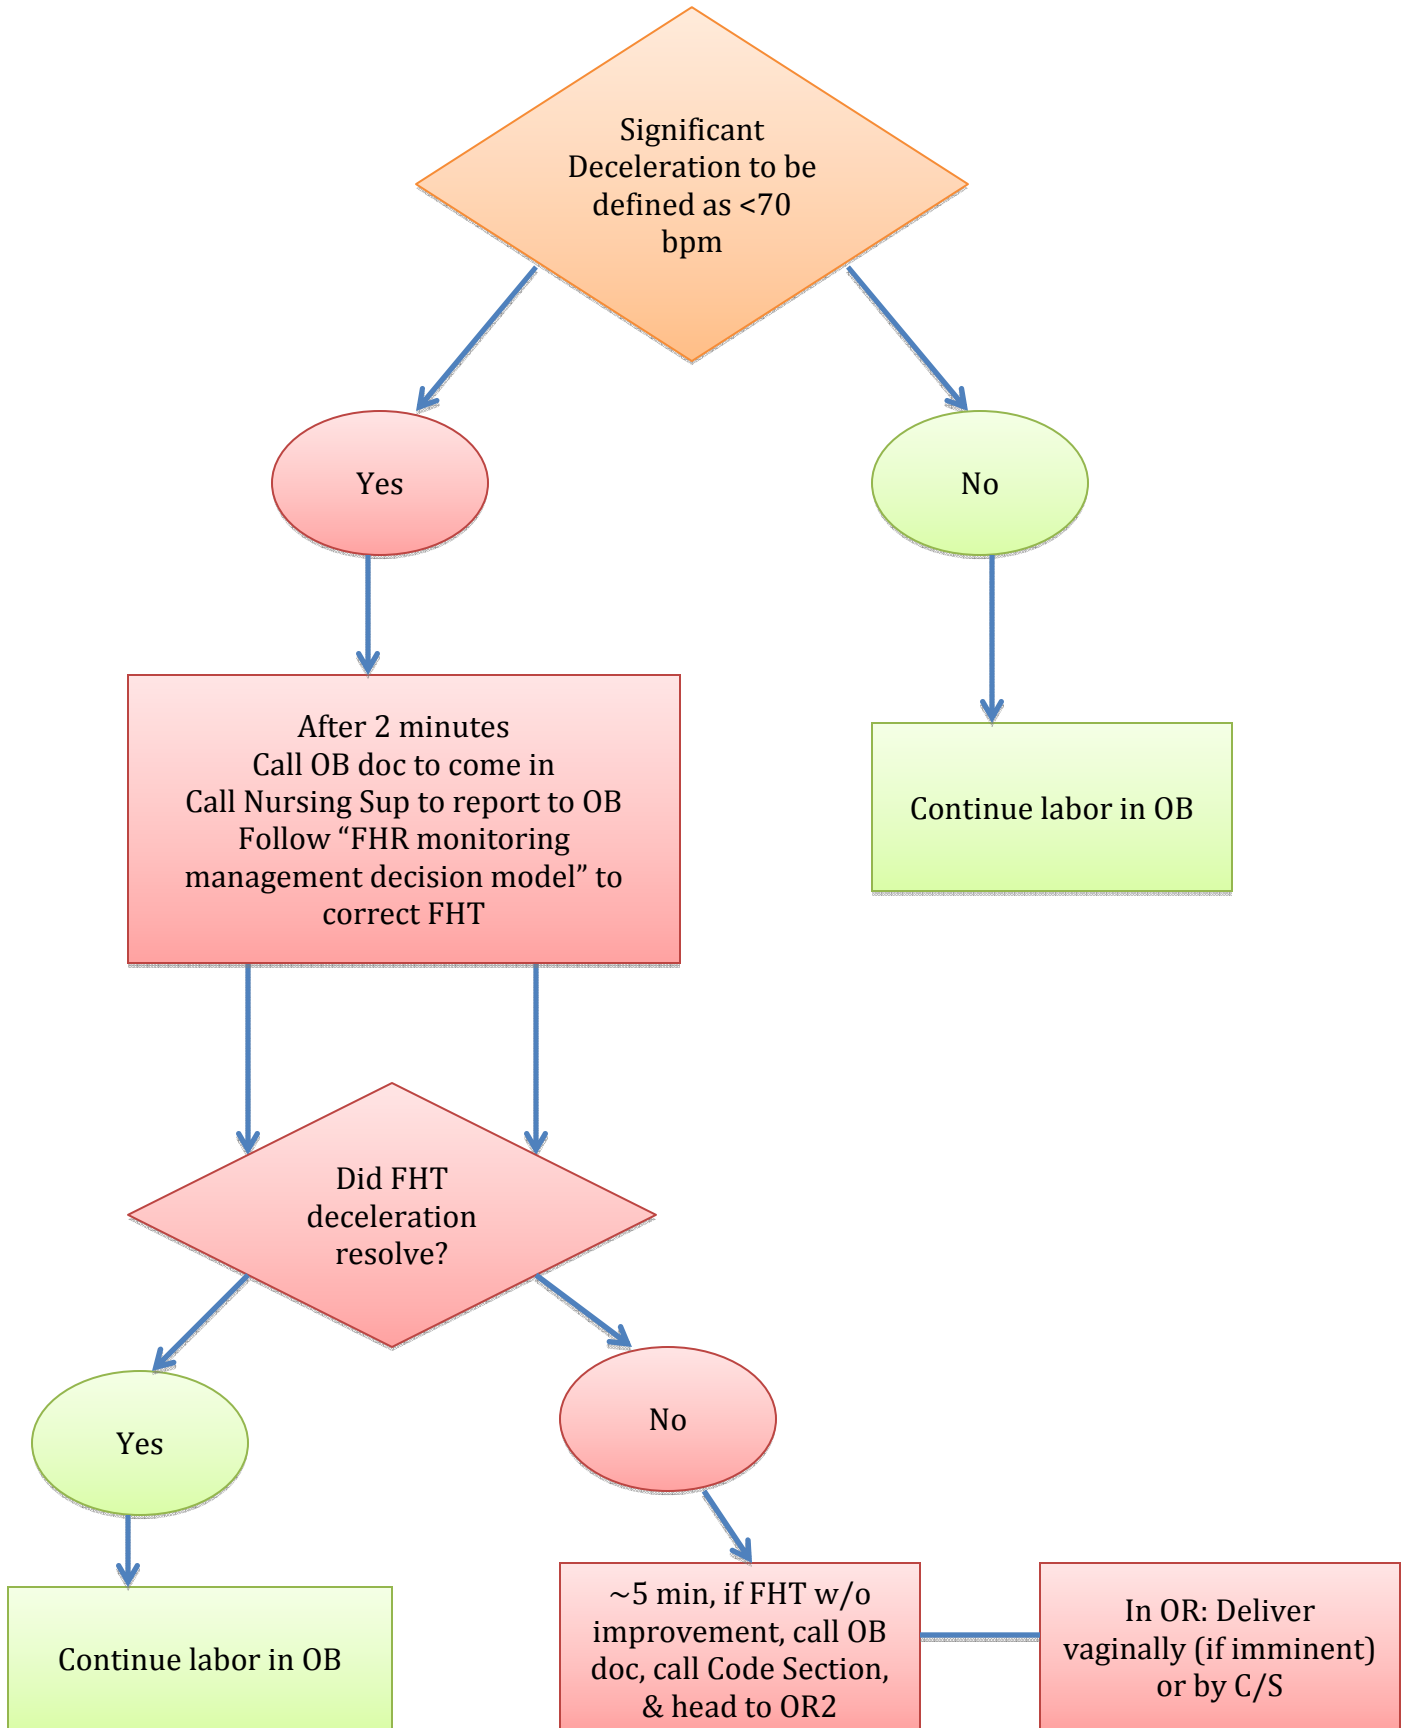 Significant
Deceleration to be
defined as <70
bpm
Yes
No
After 2 minutes
Call OB doc to come in
Call Nursing Sup to report to OB
Follow “FHR monitoring
management decision model” to
correct FHT
Continue labor in OB
Did FHT
deceleration
resolve?
Yes
No
Continue labor in OB
~5 min, if FHT w/o
improvement, call OB
doc, call Code Section,
& head to OR2
In OR: Deliver
vaginally (if imminent)
or by C/S